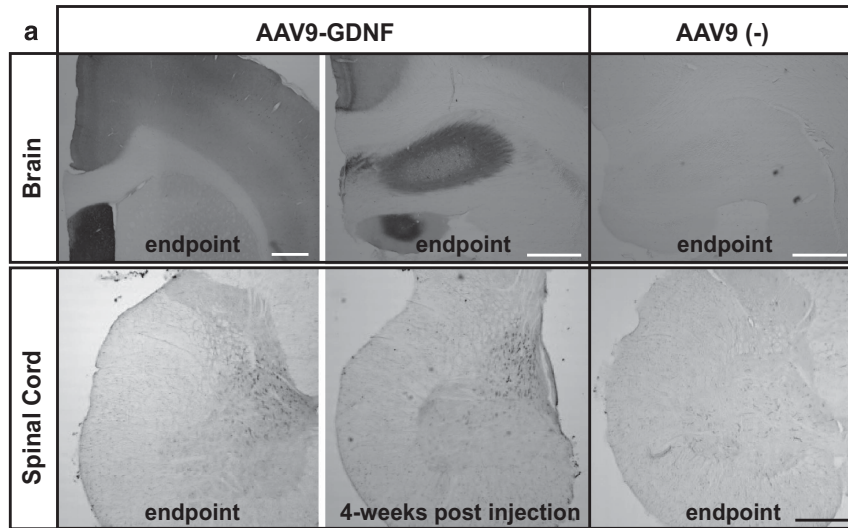 a
AAV9-GDNF
AAV9 (-)
Brain
endpoint
endpoint
endpoint
Spinal Cord
endpoint
4-weeks post injection
endpoint